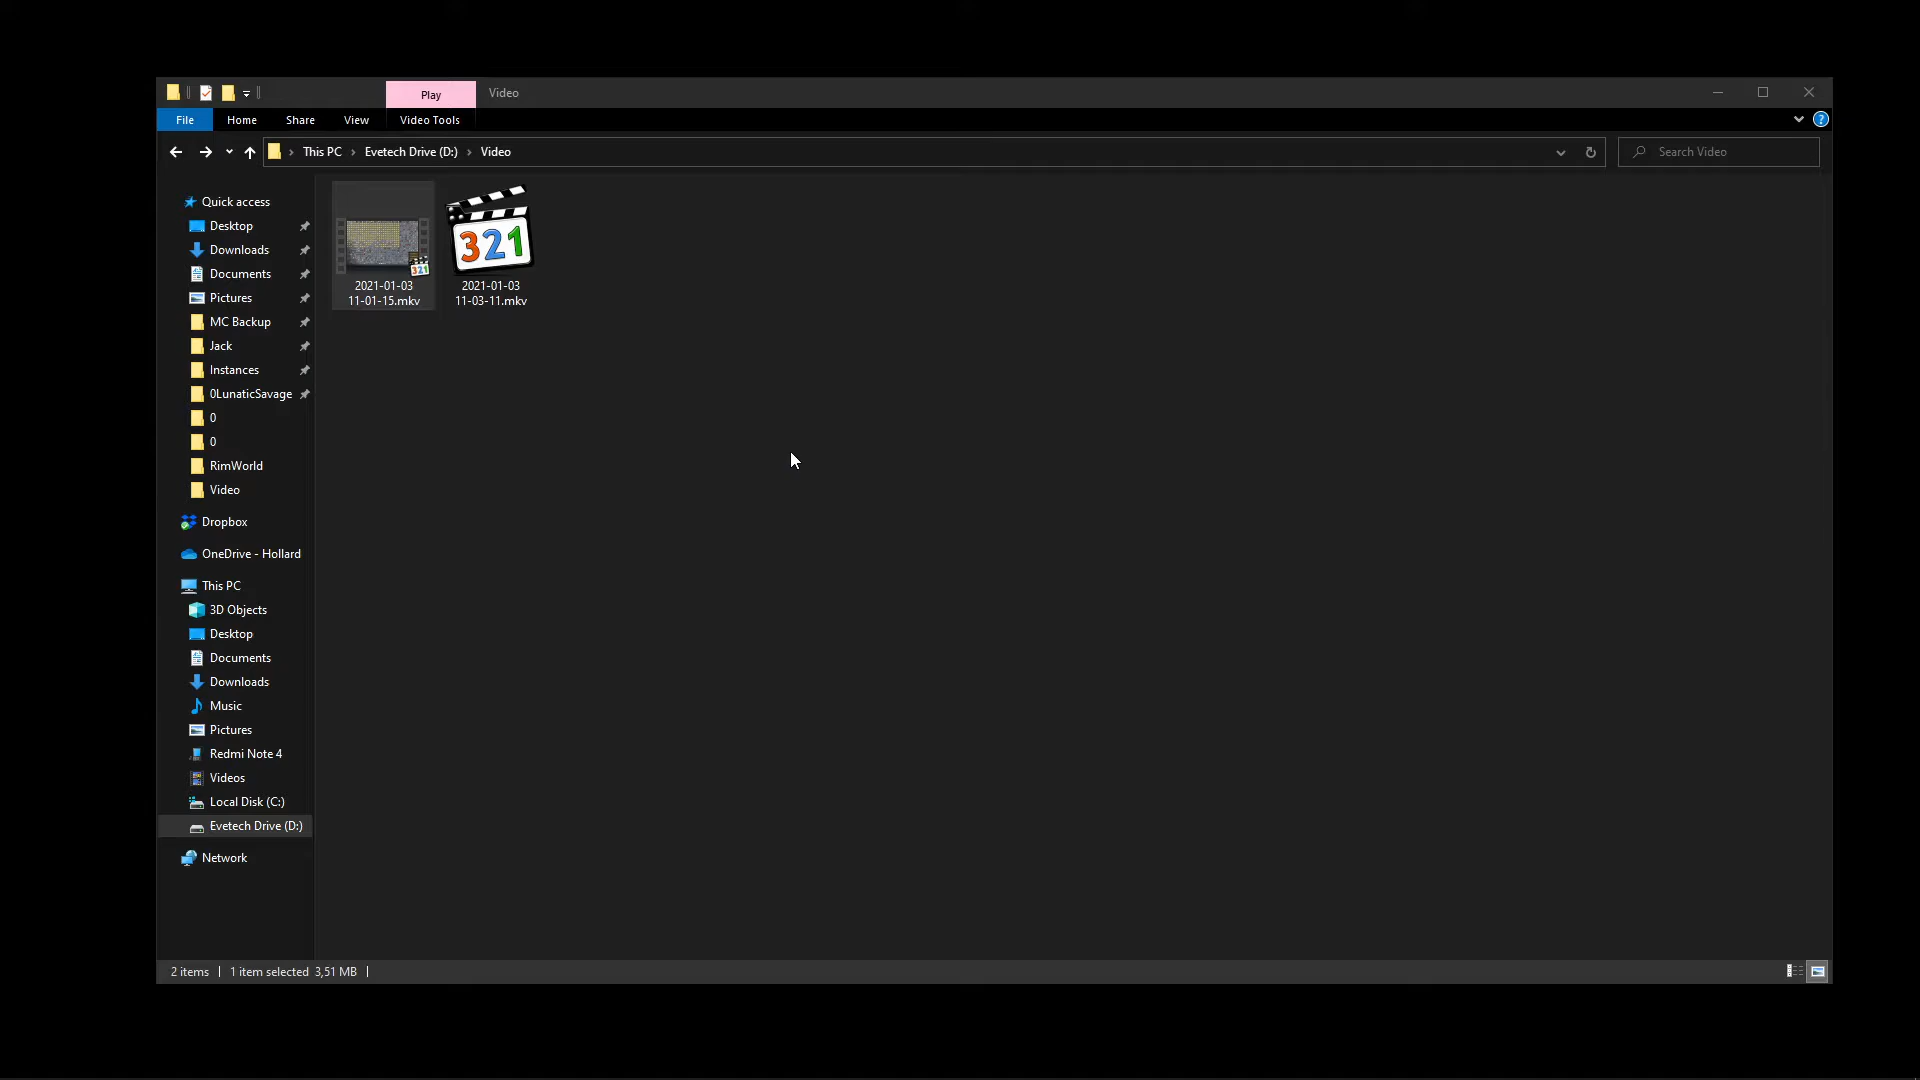 Play
Video
File
Home
Share
View
Video Tools
?
This PC
Evetech Drive (D:)
Video
Search Video
Quick access
Desktop
Downloads
Documents
Pictures
MC Backup
Jack
Instances
0LunaticSavage
0
0
RimWorld
Video
Dropbox
OneDrive - Hollard
This PC
3D Objects
Desktop
Documents
Downloads
Music
Pictures
Redmi Note 4
Videos
Local Disk (C:)
Evetech Drive (D:)
Network
321
2021-01-03
11-01-15.mkv
321
2021-01-03
11-03-11.mkv
2 items
1 item selected 3,51 MB